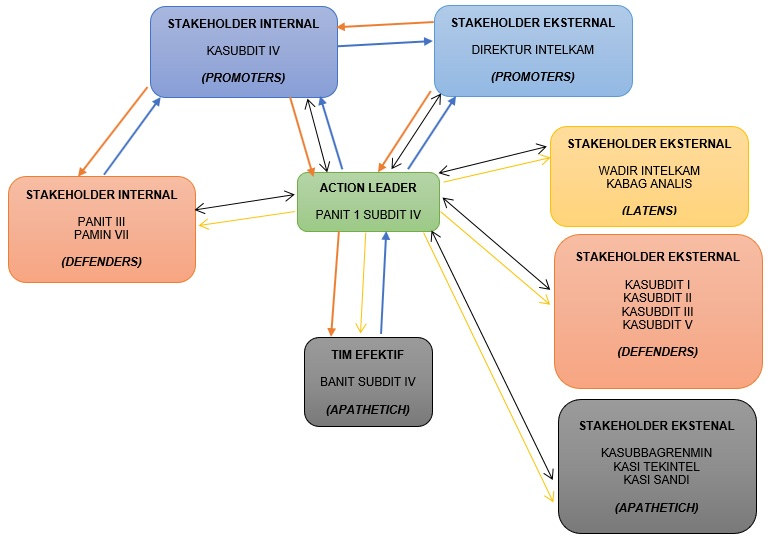 STAKEHOLDER INTERNAL
KASUBDIT IV
(PROMOTERS)
STAKEHOLDER EKSTERNAL
DIREKTUR INTELKAM
(PROMOTERS)
STAKEHOLDER EKSTERNAL
WADIR INTELKAM
KABAG ANALIS
(LATENS)
STAKEHOLDER INTERNAL
PANIT III
PAMIN VII
(DEFENDERS)
ACTION LEADER
PANIT 1 SUBDIT IV
STAKEHOLDER EKSTERNAL
KASUBDIT I
KASUBDIT II
KASUBDIT III
KASUBDIT V
(DEFENDERS)
TIM EFEKTIF
BANIT SUBDIT IV
(APATHETICH)
STAKEHOLDER EKSTENAL
KASUBBAGRENMIN
KASI TEKINTEL
KASI SANDI
(APATHETICH)